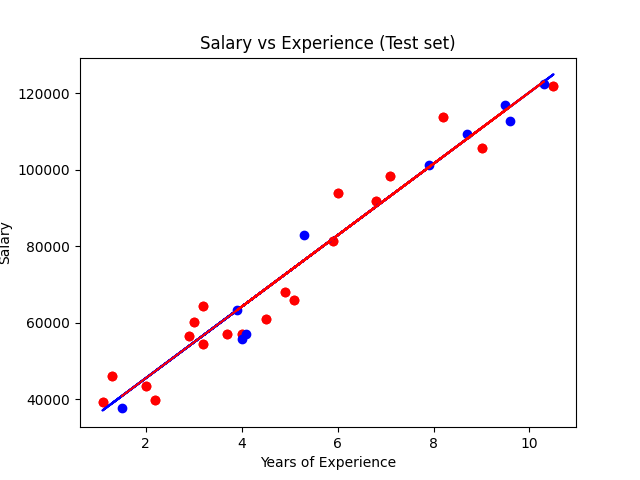 Salary vs Experience (Test set)
120000
100000
80000
60000
40000
Salary
2 4 6 8 10
Years of Experience